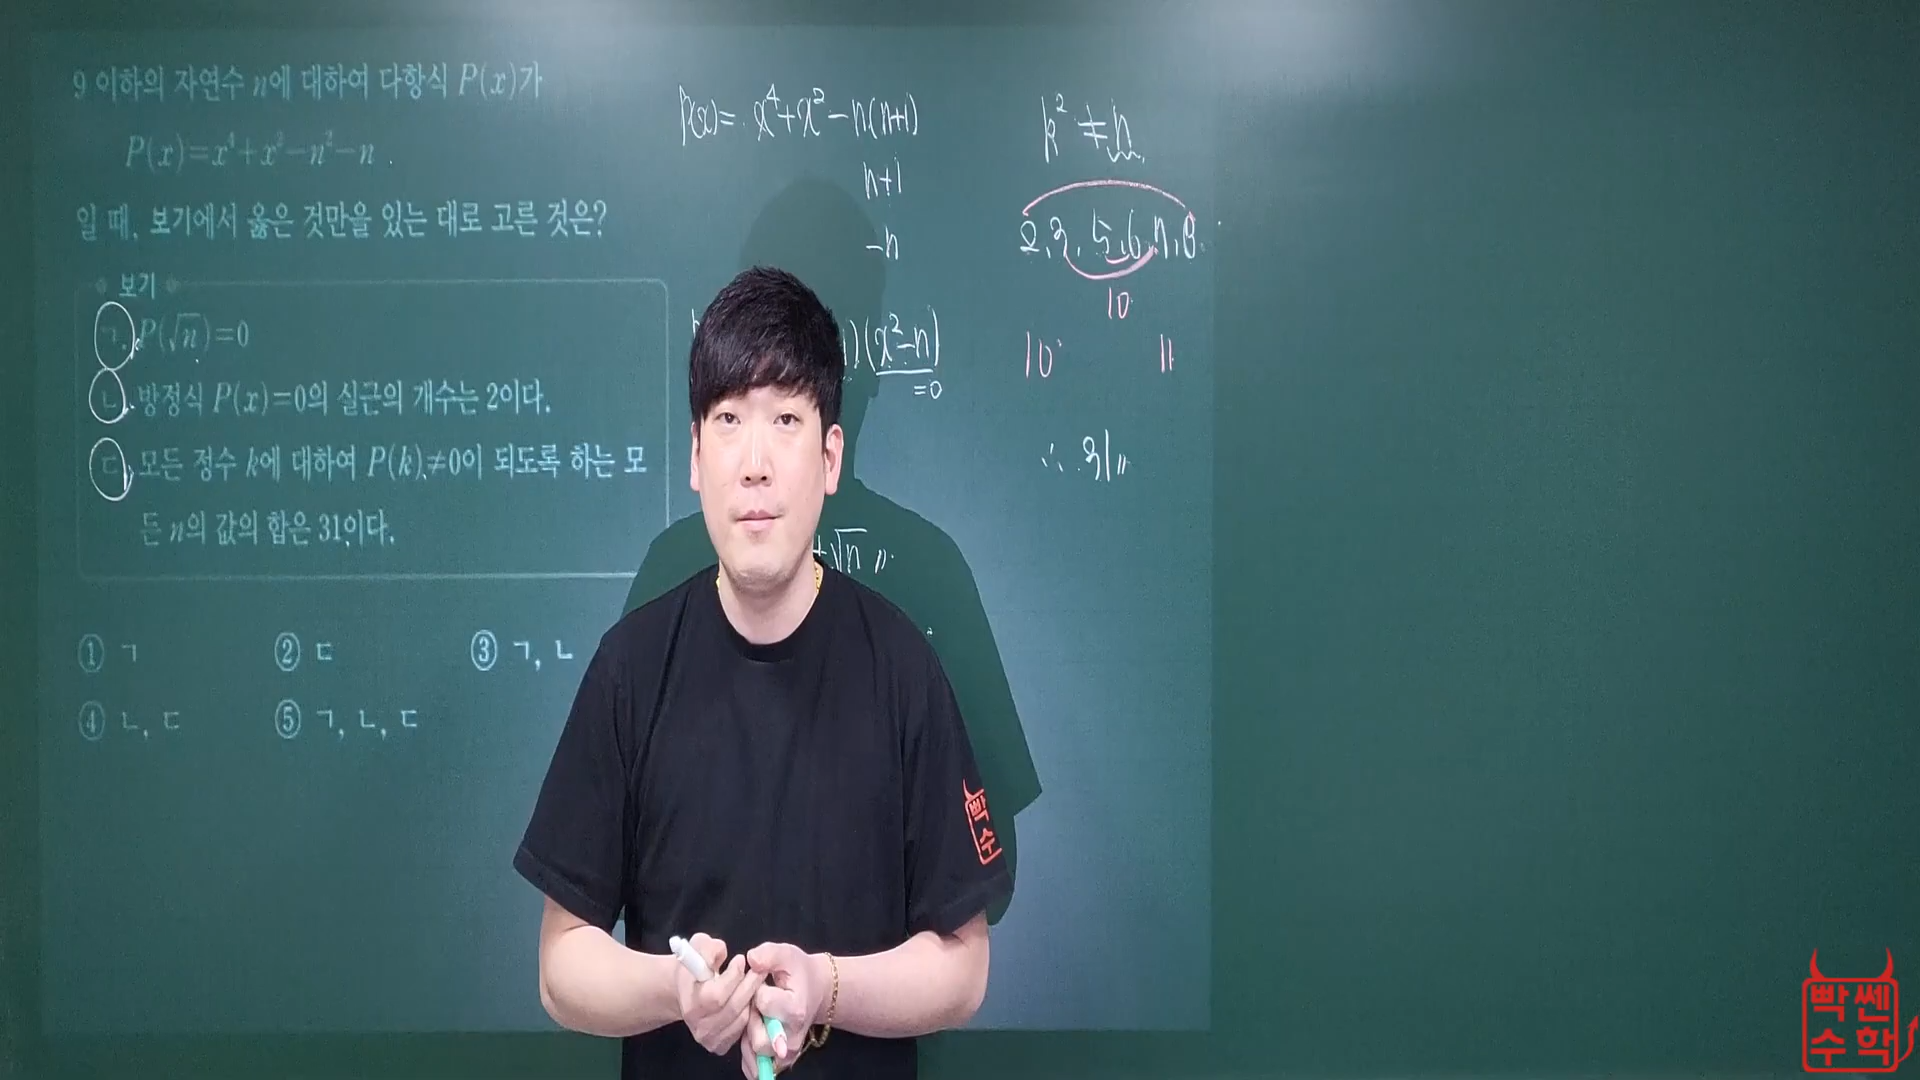 9 이하의 자연수 n에 대하여 다항식 P(x)가
P(x)=x⁴+x²−n²−n
일 때, 보기에서 옳은 것만을 있는 대로 고른 것은?
보기
ㄱ. P(√n)=0
ㄴ. 방정식 P(x)=0의 실근의 개수는 2이다.
ㄷ. 모든 정수 k에 대하여 P(k)≠0이 되도록 하는 모
든 n의 값의 합은 31이다.
① ㄱ ② ㄷ ③ ㄱ, ㄴ
④ ㄴ, ㄷ ⑤ ㄱ, ㄴ, ㄷ
P(x)= x⁴+x²−n(n+1)
n+1
−n
)(x²−n)
=0
√n
k²≠n
2, 3, 5, 6, 7, 8
10
10 11
∴ 31
박수
빡쎈
수학